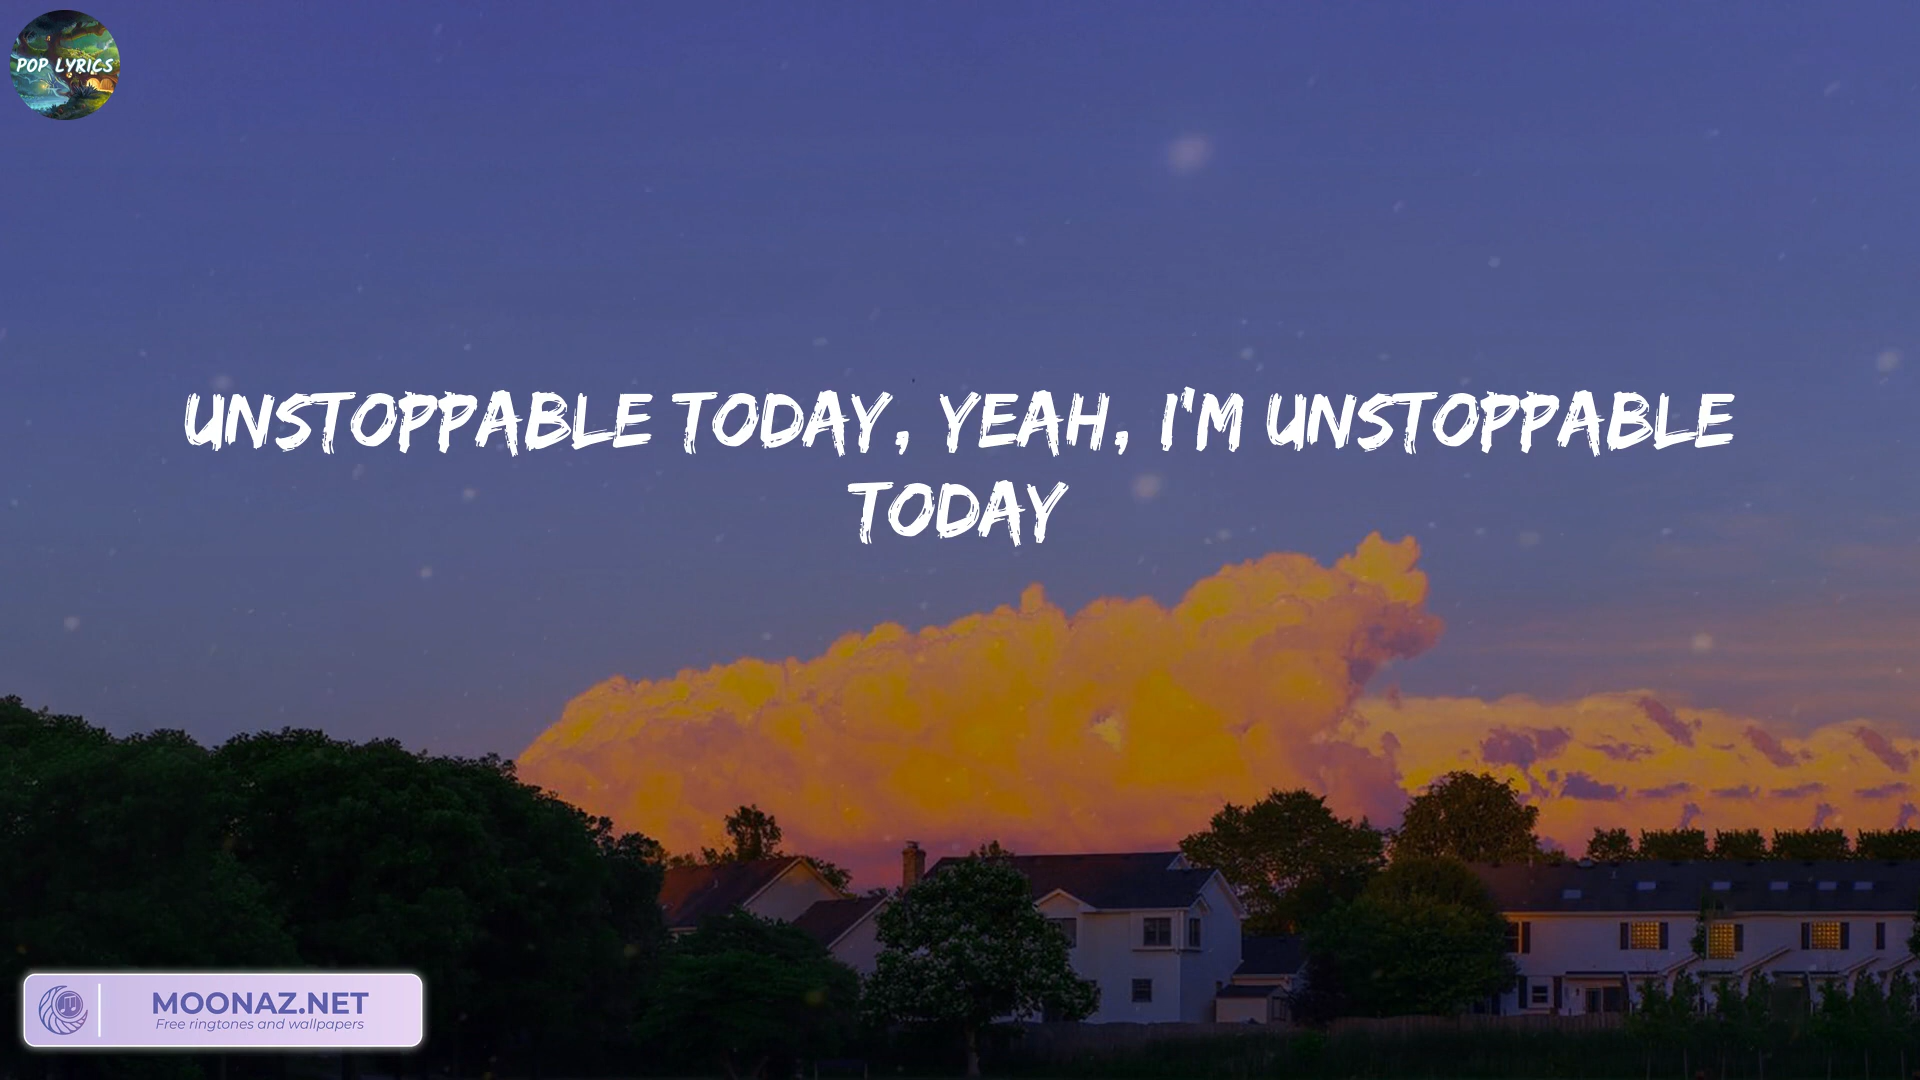 POP LYRICS
UNSTOPPABLE TODAY, YEAH, I'M UNSTOPPABLE
TODAY
MOONAZ.NET
Free ringtones and wallpapers